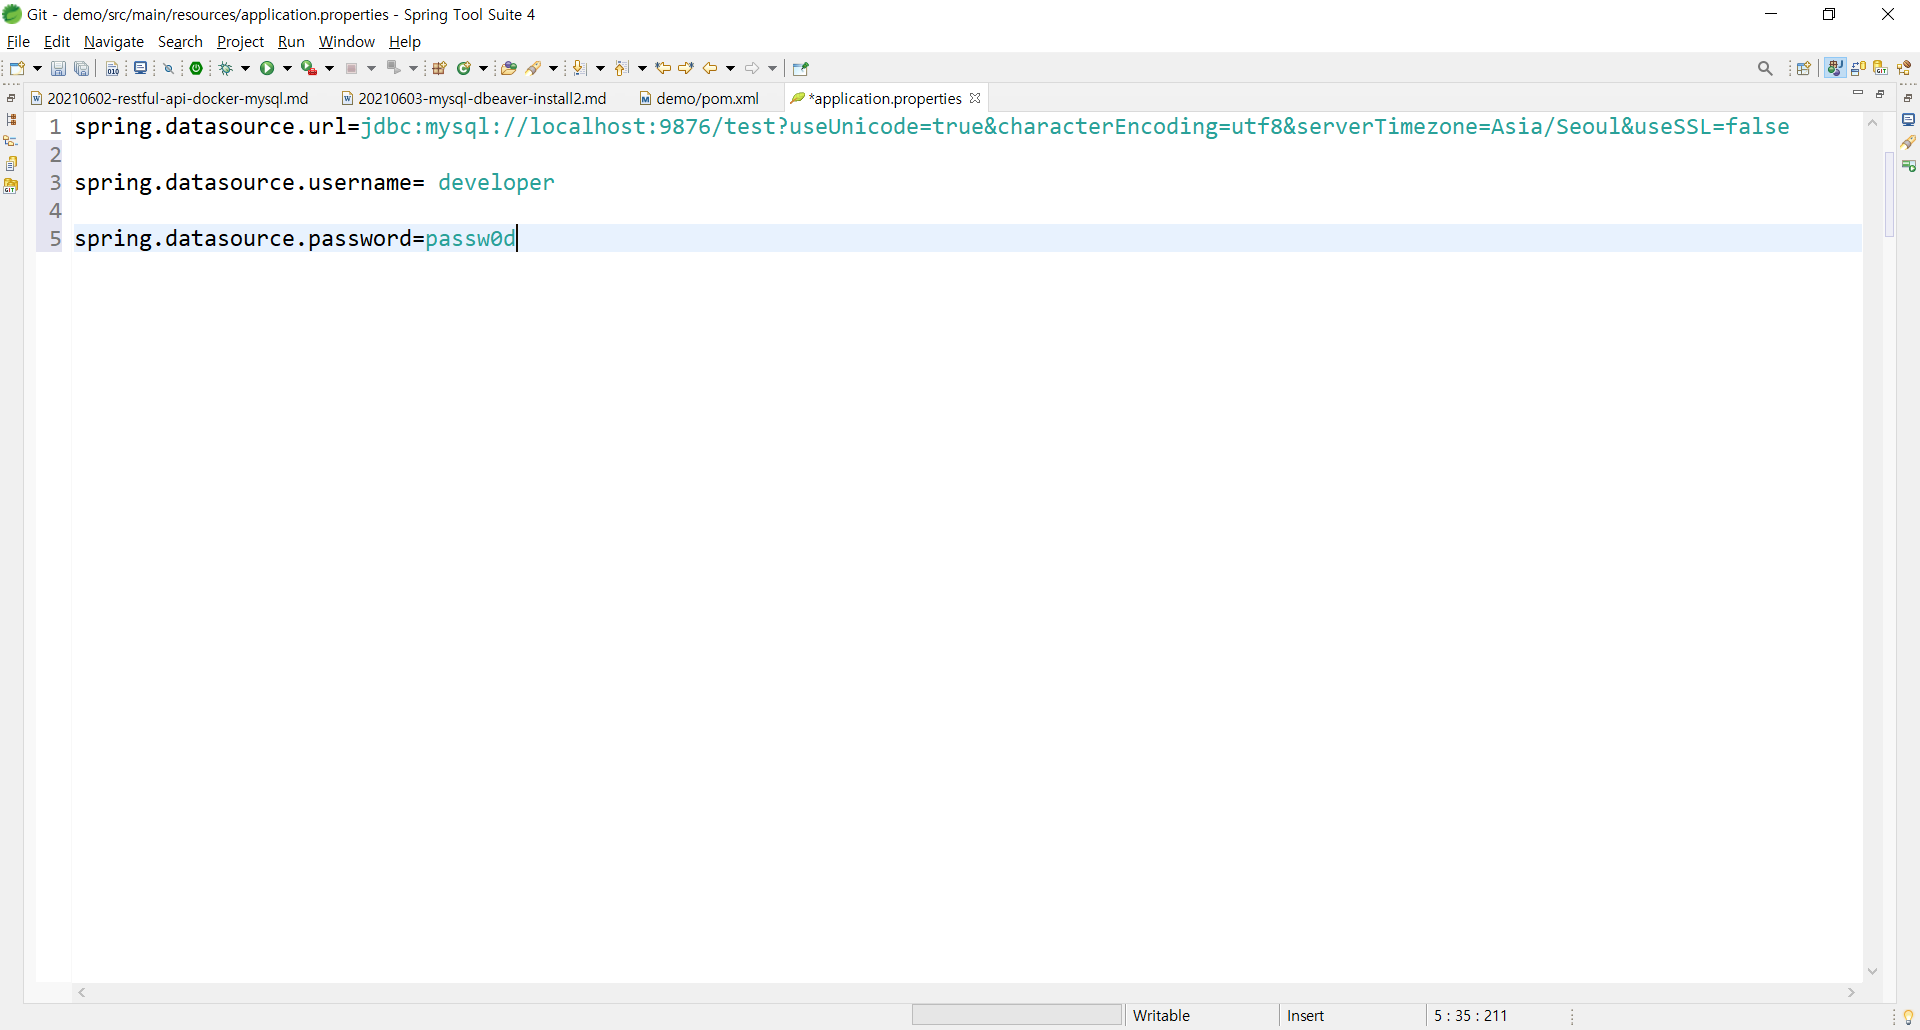 Git - demo/src/main/resources/application.properties - Spring Tool Suite 4
File Edit Navigate Search Project Run Window Help
20210602-restful-api-docker-mysql.md 20210603-mysql-dbeaver-install2.md demo/pom.xml *application.properties
1 spring.datasource.url=jdbc:mysql://localhost:9876/test?useUnicode=true&characterEncoding=utf8&serverTimezone=Asia/Seoul&useSSL=false
2
3 spring.datasource.username= developer
4
5 spring.datasource.password=passw0d
Writable Insert 5 : 35 : 211